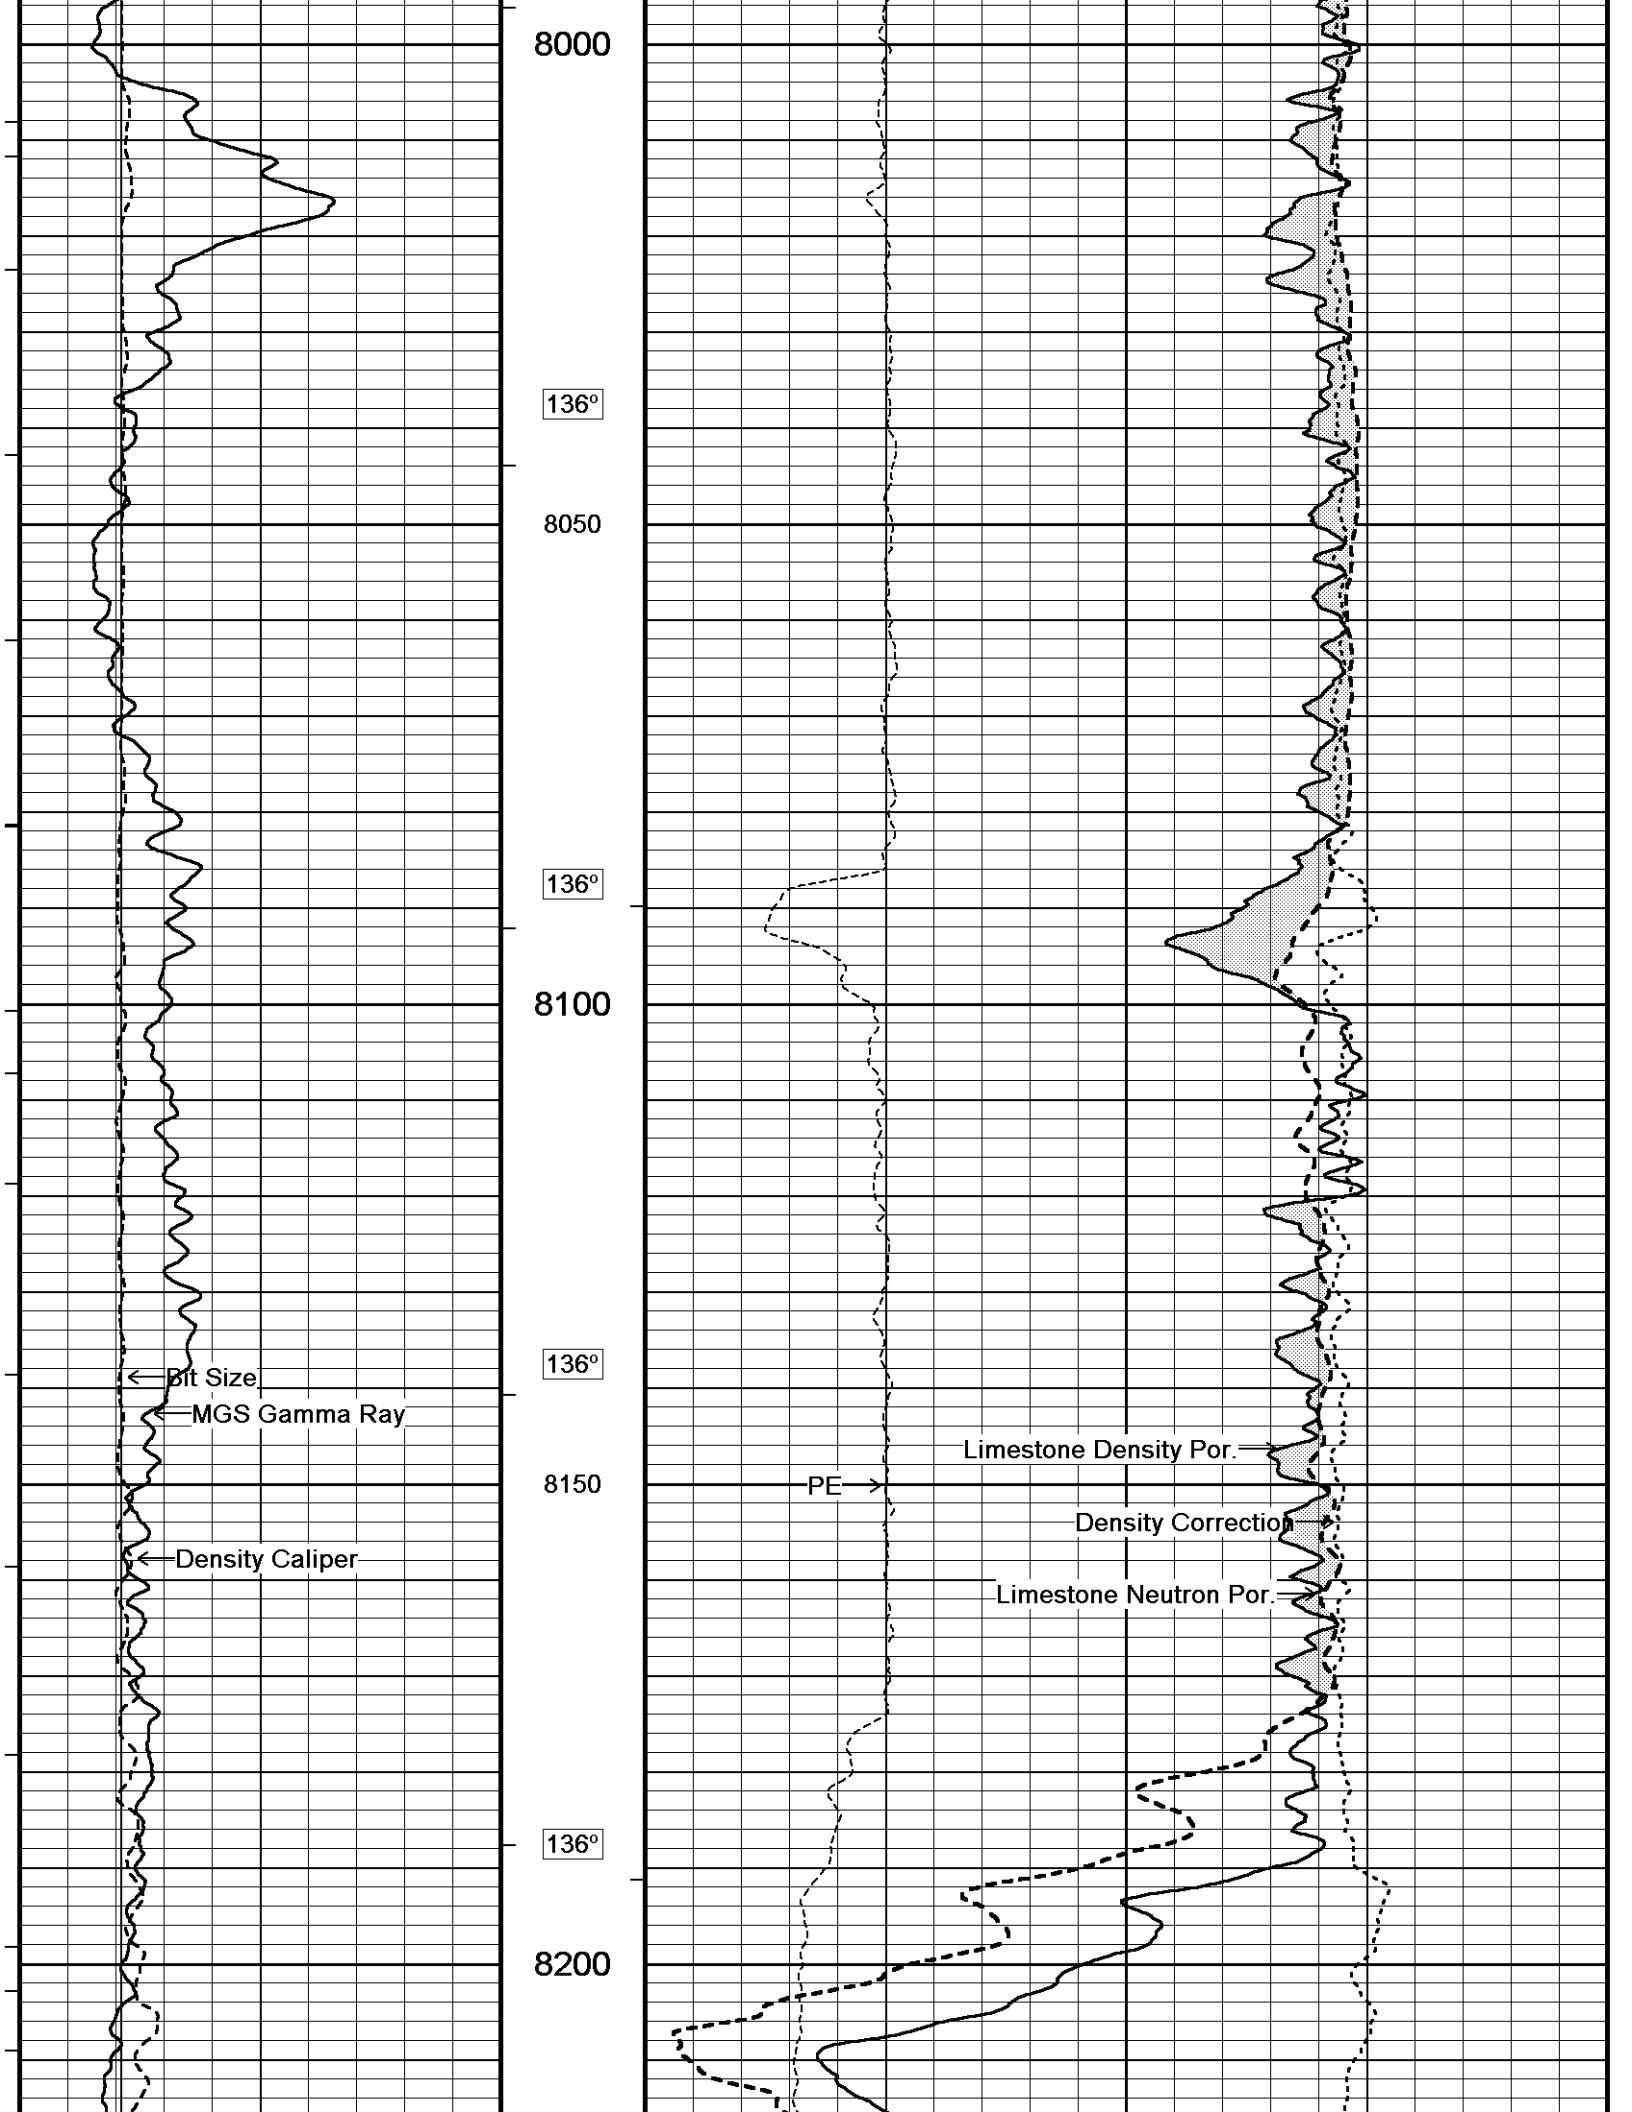 8000
136°
8050
136°
8100
136°
Bit Size
MGS Gamma Ray
Limestone Density Por.
8150
PE
Density Correction
Density Caliper
Limestone Neutron Por.
136°
8200